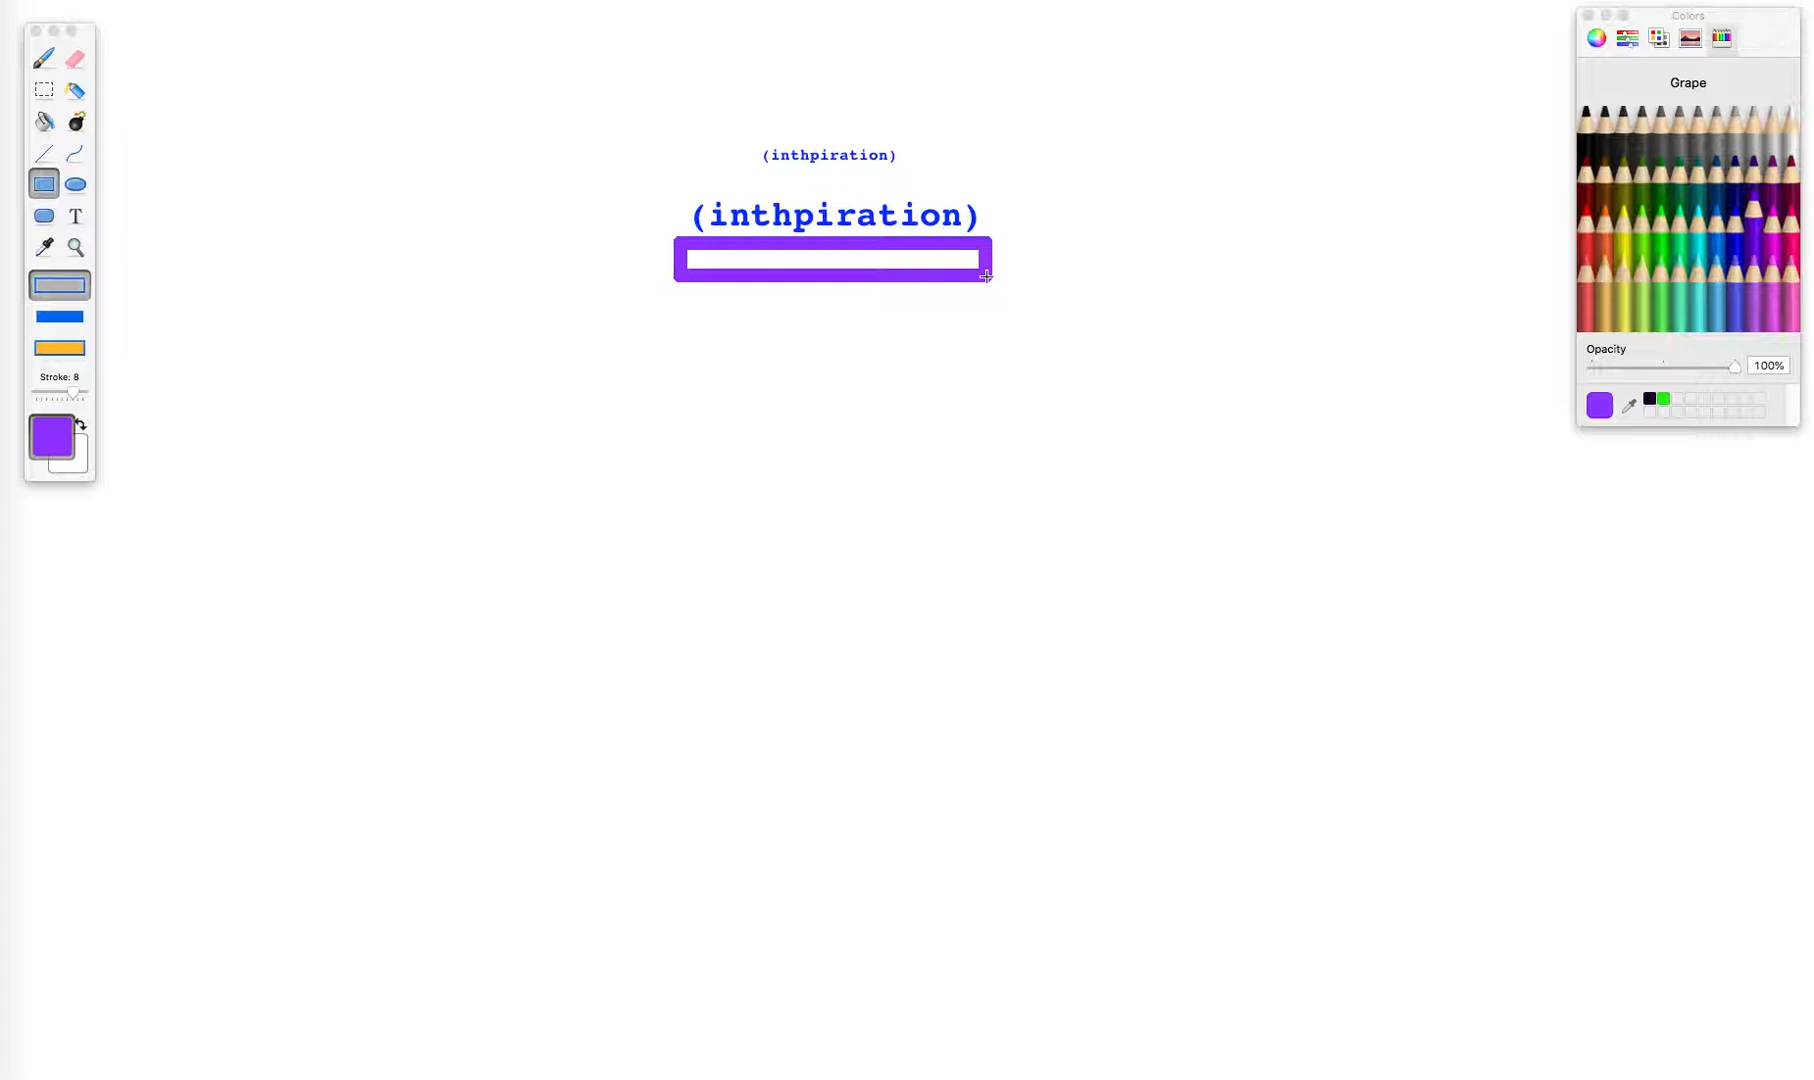 Colors
Grape
(inthpiration)
(inthpiration)
T
Opacity
100%
Stroke: 8